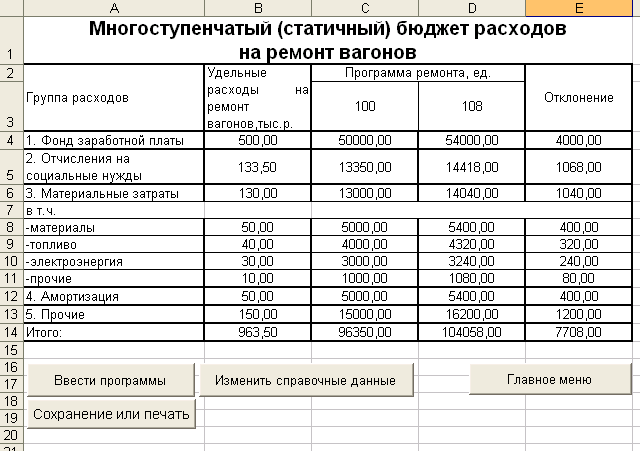 A B C D E
1 Многоступенчатый (статичный) бюджет расходов
на ремонт вагонов
2 Группа расходов Удельные расходы на ремонт вагонов,тыс.р. Программа ремонта, ед. Отклонение
3 100 108
4 1. Фонд заработной платы 500,00 50000,00 54000,00 4000,00
5 2. Отчисления на социальные нужды 133,50 13350,00 14418,00 1068,00
6 3. Материальные затраты 130,00 13000,00 14040,00 1040,00
7 в т.ч.
8 -материалы 50,00 5000,00 5400,00 400,00
9 -топливо 40,00 4000,00 4320,00 320,00
10 -электроэнергия 30,00 3000,00 3240,00 240,00
11 -прочие 10,00 1000,00 1080,00 80,00
12 4. Амортизация 50,00 5000,00 5400,00 400,00
13 5. Прочие 150,00 15000,00 16200,00 1200,00
14 Итого: 963,50 96350,00 104058,00 7708,00
15
16
17 Ввести программы Изменить справочные данные Главное меню
18
19 Сохранение или печать
20